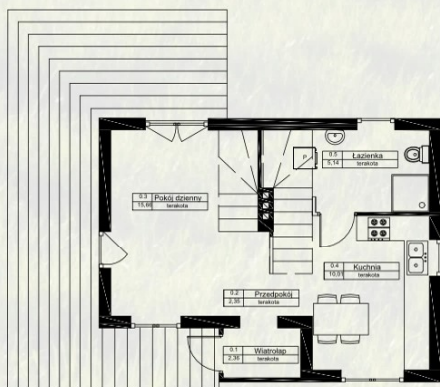 0.5 Łazienka
5,14 terakota
P
0.3 Pokój dzienny
15,66 terakota
0.4 Kuchnia
10,01 terakota
0.2 Przedpokój
2,35 terakota
0.1 Wiatrołap
2,36 terakota